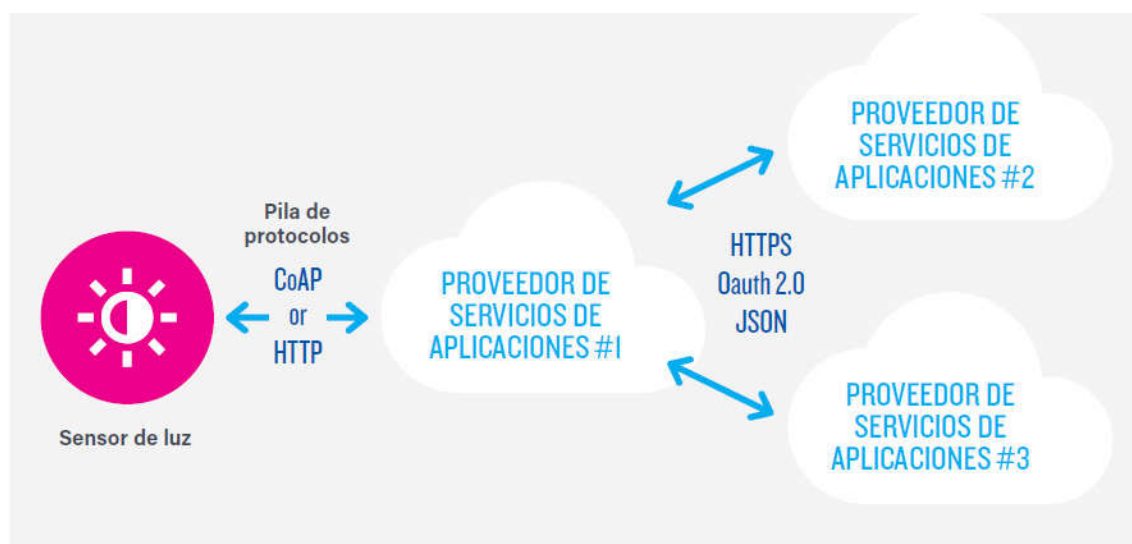 Sensor de luz
Pila de
protocolos
CoAP
or
HTTP
PROVEEDOR DE
SERVICIOS DE
APLICACIONES #1
HTTPS
Oauth 2.0
JSON
PROVEEDOR DE
SERVICIOS DE
APLICACIONES #2
PROVEEDOR DE
SERVICIOS DE
APLICACIONES #3